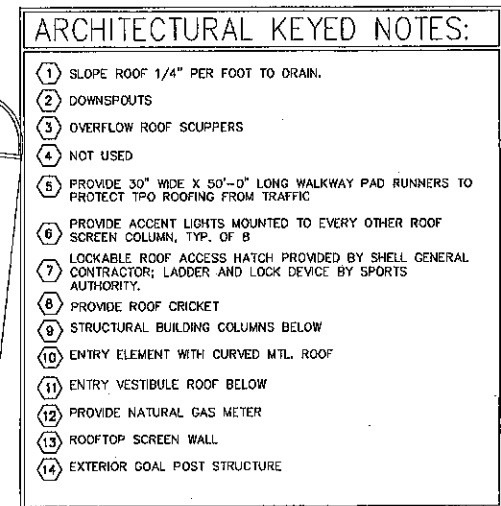 ARCHITECTURAL KEYED NOTES:
1 SLOPE ROOF 1/4" PER FOOT TO DRAIN.
2 DOWNSPOUTS
3 OVERFLOW ROOF SCUPPERS
4 NOT USED
5 PROVIDE 30" WIDE X 50'-0" LONG WALKWAY PAD RUNNERS TO
PROTECT TPO ROOFING FROM TRAFFIC
6 PROVIDE ACCENT LIGHTS MOUNTED TO EVERY OTHER ROOF
SCREEN COLUMN, TYP. OF 8
7 LOCKABLE ROOF ACCESS HATCH PROVIDED BY SHELL GENERAL
CONTRACTOR; LADDER AND LOCK DEVICE BY SPORTS
AUTHORITY.
8 PROVIDE ROOF CRICKET
9 STRUCTURAL BUILDING COLUMNS BELOW
10 ENTRY ELEMENT WITH CURVED MTL. ROOF
11 ENTRY VESTIBULE ROOF BELOW
12 PROVIDE NATURAL GAS METER
13 ROOFTOP SCREEN WALL
14 EXTERIOR GOAL POST STRUCTURE